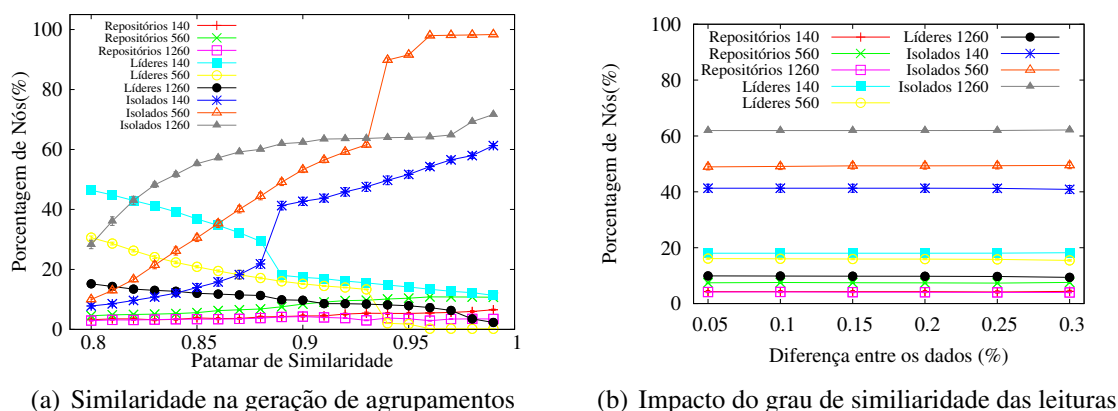 Porcentagem de Nós(%)
100
80
60
40
20
0
Repositórios 140
Repositórios 560
Repositórios 1260
Líderes 140
Líderes 560
Líderes 1260
Isolados 140
Isolados 560
Isolados 1260
0.8
0.85
0.9
0.95
1
Patamar de Similaridade
(a) Similaridade na geração de agrupamentos
Porcentagem de Nós(%)
100
80
60
40
20
0
Repositórios 140
Repositórios 560
Repositórios 1260
Líderes 140
Líderes 560
Líderes 1260
Isolados 140
Isolados 560
Isolados 1260
0.05
0.1
0.15
0.2
0.25
0.3
Diferença entre os dados (%)
(b) Impacto do grau de similiaridade das leituras